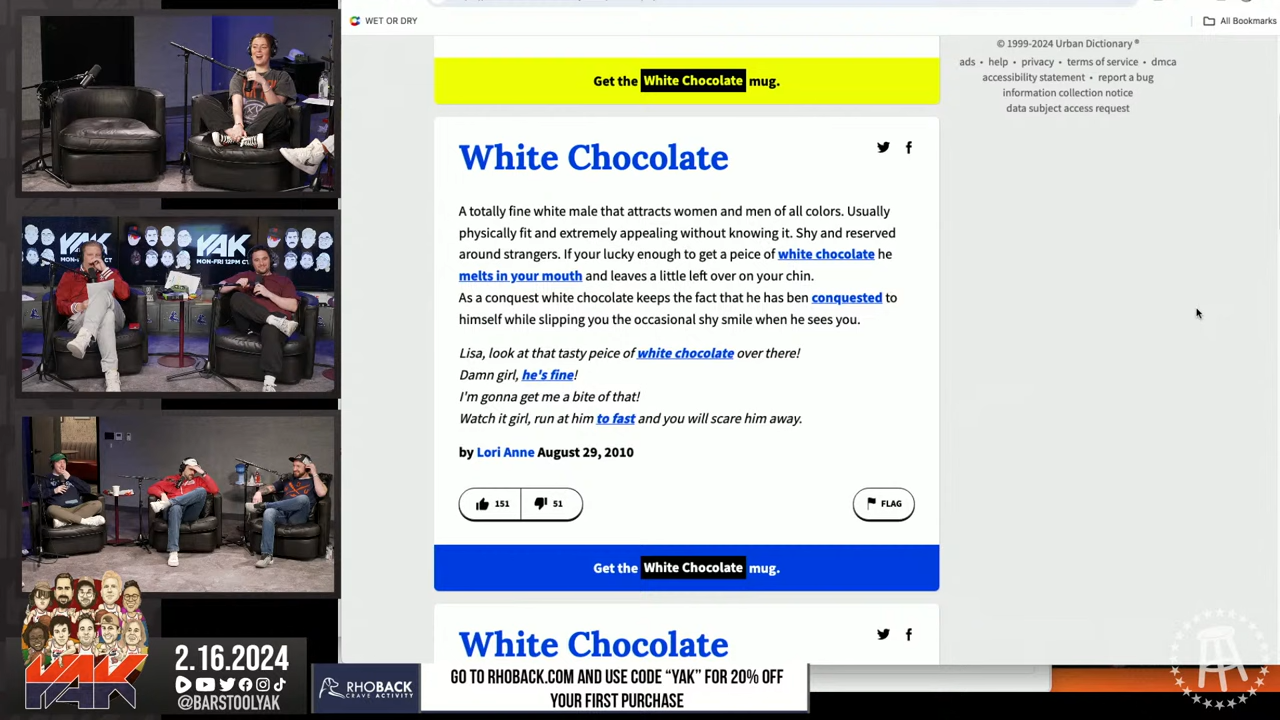 WET OR DRY
All Bookmarks
© 1999-2024 Urban Dictionary ®
ads • help • privacy • terms of service • dmca
accessibility statement • report a bug
information collection notice
data subject access request
Get the White Chocolate mug.
White Chocolate
A totally fine white male that attracts women and men of all colors. Usually
physically fit and extremely appealing without knowing it. Shy and reserved
around strangers. If your lucky enough to get a peice of white chocolate he
melts in your mouth and leaves a little left over on your chin.
As a conquest white chocolate keeps the fact that he has ben conquested to
himself while slipping you the occasional shy smile when he sees you.
Lisa, look at that tasty peice of white chocolate over there!
Damn girl, he's fine!
I'm gonna get me a bite of that!
Watch it girl, run at him to fast and you will scare him away.
by Lori Anne August 29, 2010
151
51
FLAG
Get the White Chocolate mug.
White Chocolate
YAK
YAK
MON-FRI 12PM CT
YAK
2.16.2024
@BARSTOOLYAK
RHOBACK
CRAVE ACTIVITY
GO TO RHOBACK.COM AND USE CODE “YAK” FOR 20% OFF
YOUR FIRST PURCHASE